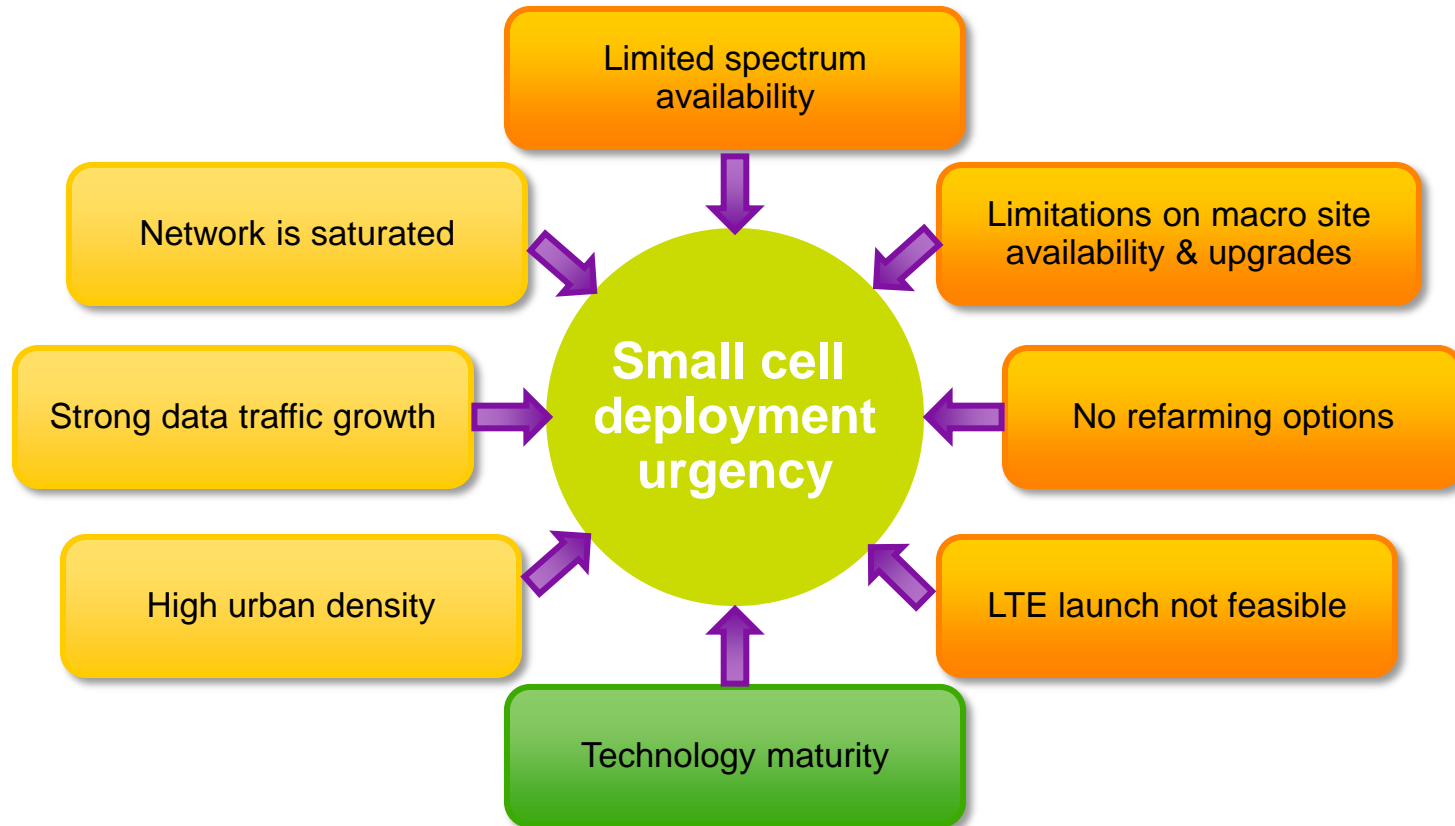 Limited spectrum
availability
Network is saturated
Limitations on macro site
availability & upgrades
Small cell
deployment
urgency
Strong data traffic growth
No refarming options
High urban density
LTE launch not feasible
Technology maturity